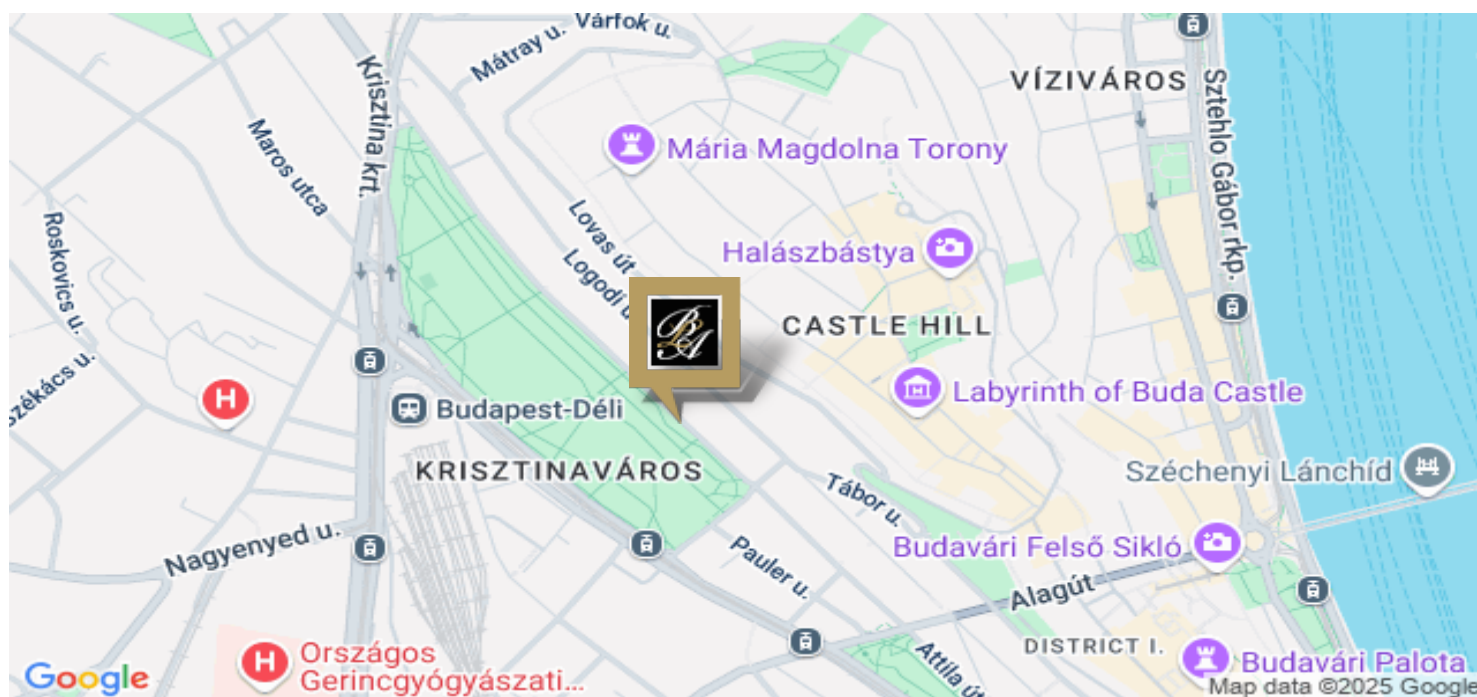 Várfok u.
Mátray u.
Krisztina krt.
VÍZIVÁROS
Sztehlo Gábor rkp.
Maros utca
Mária Magdolna Torony
Roskovics u.
Lovas út
Logodi u.
Halászbástya
BA
CASTLE HILL
Székács u.
H
Budapest-Déli
Labyrinth of Buda Castle
KRISZTINAVÁROS
Széchenyi Lánchíd
Tábor u.
Nagyenyed u.
Pauler u.
Budavári Felső Sikló
Alagút
DISTRICT I.
Attila út
H
Országos
Gerincgyógyászati...
Budavári Palota
Google
Map data ©2025 Google